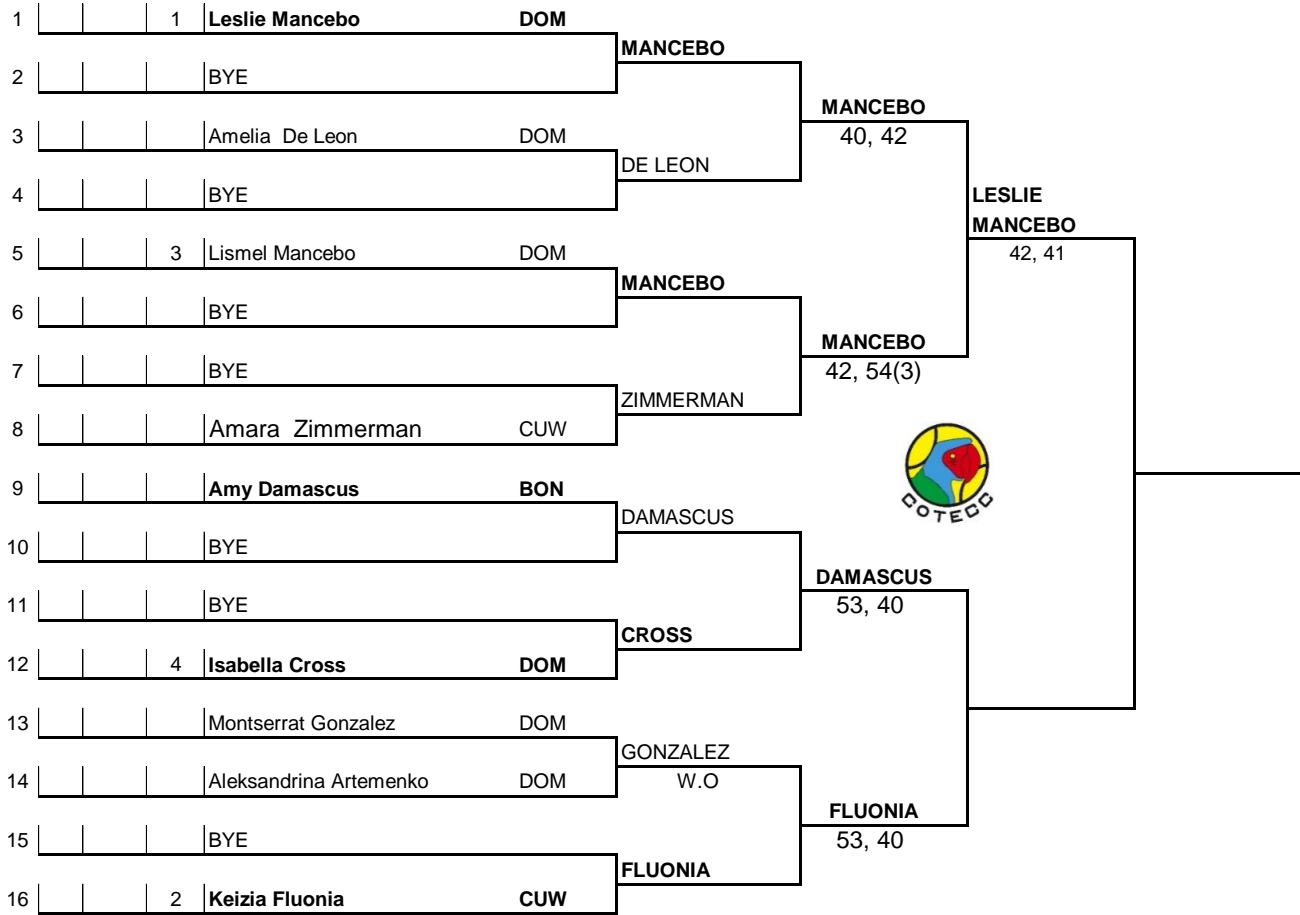 1 1 Leslie Mancebo DOM
MANCEBO
2 BYE
MANCEBO
3 Amelia De Leon DOM 40, 42
DE LEON
4 BYE LESLIE
MANCEBO
5 3 Lismel Mancebo DOM 42, 41
MANCEBO
6 BYE
MANCEBO
7 BYE 42, 54(3)
ZIMMERMAN
8 Amara Zimmerman CUW
9 Amy Damascus BON
COTECC
DAMASCUS
10 BYE
DAMASCUS
11 BYE 53, 40
CROSS
12 4 Isabella Cross DOM
13 Montserrat Gonzalez DOM
GONZALEZ
14 Aleksandrina Artemenko DOM W.O
FLUONIA
15 BYE 53, 40
FLUONIA
16 2 Keizia Fluonia CUW